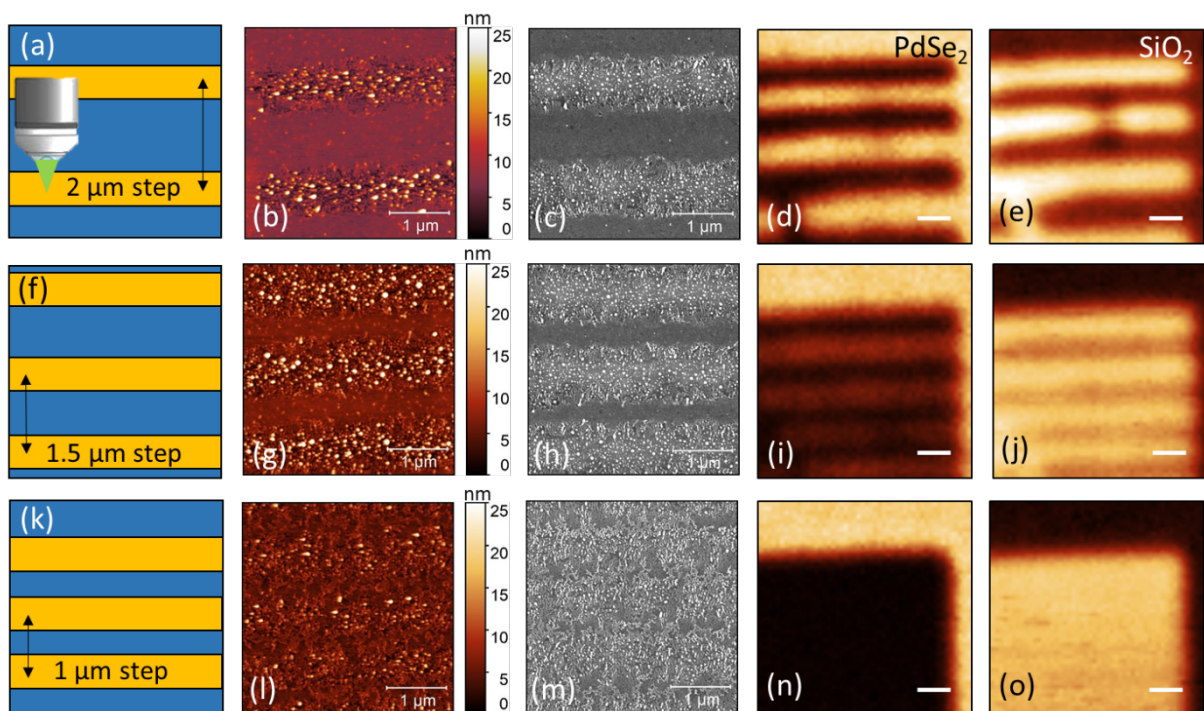 (a)
2 µm step
nm
25
20
15
10
5
0
(b)
1 µm
(c)
1 µm
PdSe₂
(d)
SiO₂
(e)
(f)
1.5 µm step
nm
25
20
15
10
5
0
(g)
1 µm
(h)
1 µm
(i)
(j)
(k)
1 µm step
nm
25
20
15
10
5
0
(l)
1 µm
(m)
1 µm
(n)
(o)